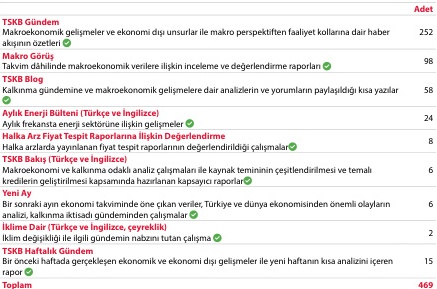 Adet
TSKB Gündem
Makroekonomik gelişmeler ve ekonomi dışı unsurlar ile makro perspektiften faaliyet kollarına dair haber 252
akışının özetleri
Makro Görüş
Takvim dâhilinde makroekonomik verilere ilişkin inceleme ve değerlendirme raporları 98
TSKB Blog
Kalkınma gündemine ve makroekonomik gelişmelere dair analizlerin ve yorumların paylaşıldığı kısa yazılar 58
Aylık Enerji Bülteni (Türkçe ve İngilizce)
Aylık frekansta enerji sektörüne ilişkin gelişmeler 24
Halka Arz Fiyat Tespit Raporlarına İlişkin Değerlendirme
Halka arzlarda yayınlanan fiyat tespit raporlarının değerlendirildiği çalışmalar 8
TSKB Bakış (Türkçe ve İngilizce)
Makroekonomi ve kalkınma odaklı analiz çalışmaları ile kaynak temininin çeşitlendirilmesi ve temalı 6
kredilerin geliştirilmesi kapsamında hazırlanan kapsayıcı raporlar
Yeni Ay
Bir sonraki ayın ekonomi takviminde öne çıkan veriler, Türkiye ve dünya ekonomisinden önemli olayların 6
analizi, kalkınma iktisadı gündeminden çalışmalar
İklime Dair (Türkçe ve İngilizce, çeyreklik)
İklim değişikliği ile ilgili gündemin nabzını tutan çalışma 2
TSKB Haftalık Gündem
Bir önceki haftada gerçekleşen ekonomik ve ekonomi dışı gelişmeler ile yeni haftanın kısa analizini içeren 15
rapor
Toplam 469